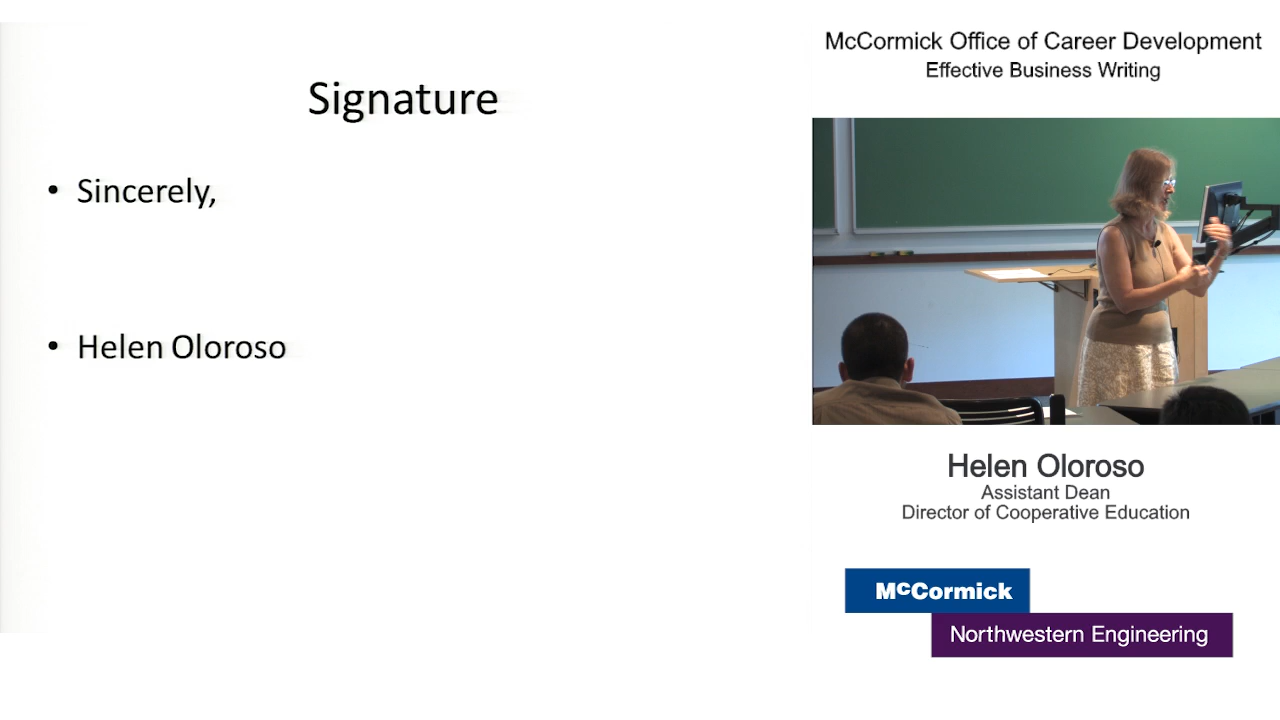 Signature
• Sincerely,
• Helen Oloroso
McCormick Office of Career Development
Effective Business Writing
Helen Oloroso
Assistant Dean
Director of Cooperative Education
McCormick
Northwestern Engineering